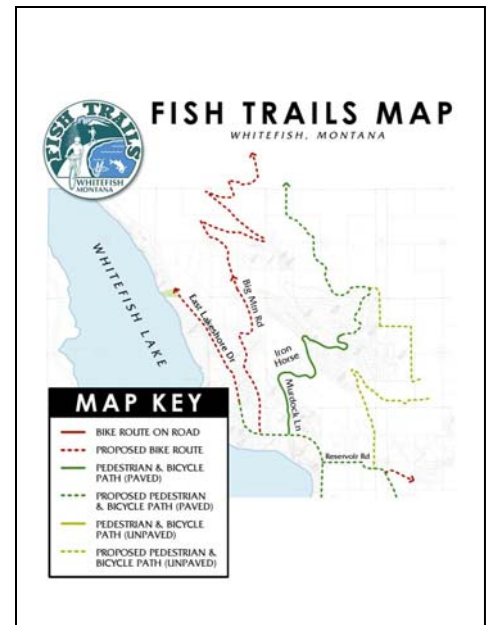 FISH TRAILS
WHITEFISH
MONTANA
FISH TRAILS MAP
WHITEFISH, MONTANA
WHITEFISH LAKE
East Lakeshore Dr
Big Mtn Rd
Iron
Horse
Murdock Ln
Reservoir Rd
MAP KEY
BIKE ROUTE ON ROAD
PROPOSED BIKE ROUTE
PEDESTRIAN & BICYCLE
PATH (PAVED)
PROPOSED PEDESTRIAN
& BICYCLE PATH (PAVED)
PEDESTRIAN & BICYCLE
PATH (UNPAVED)
PROPOSED PEDESTRIAN &
BICYCLE PATH (UNPAVED)